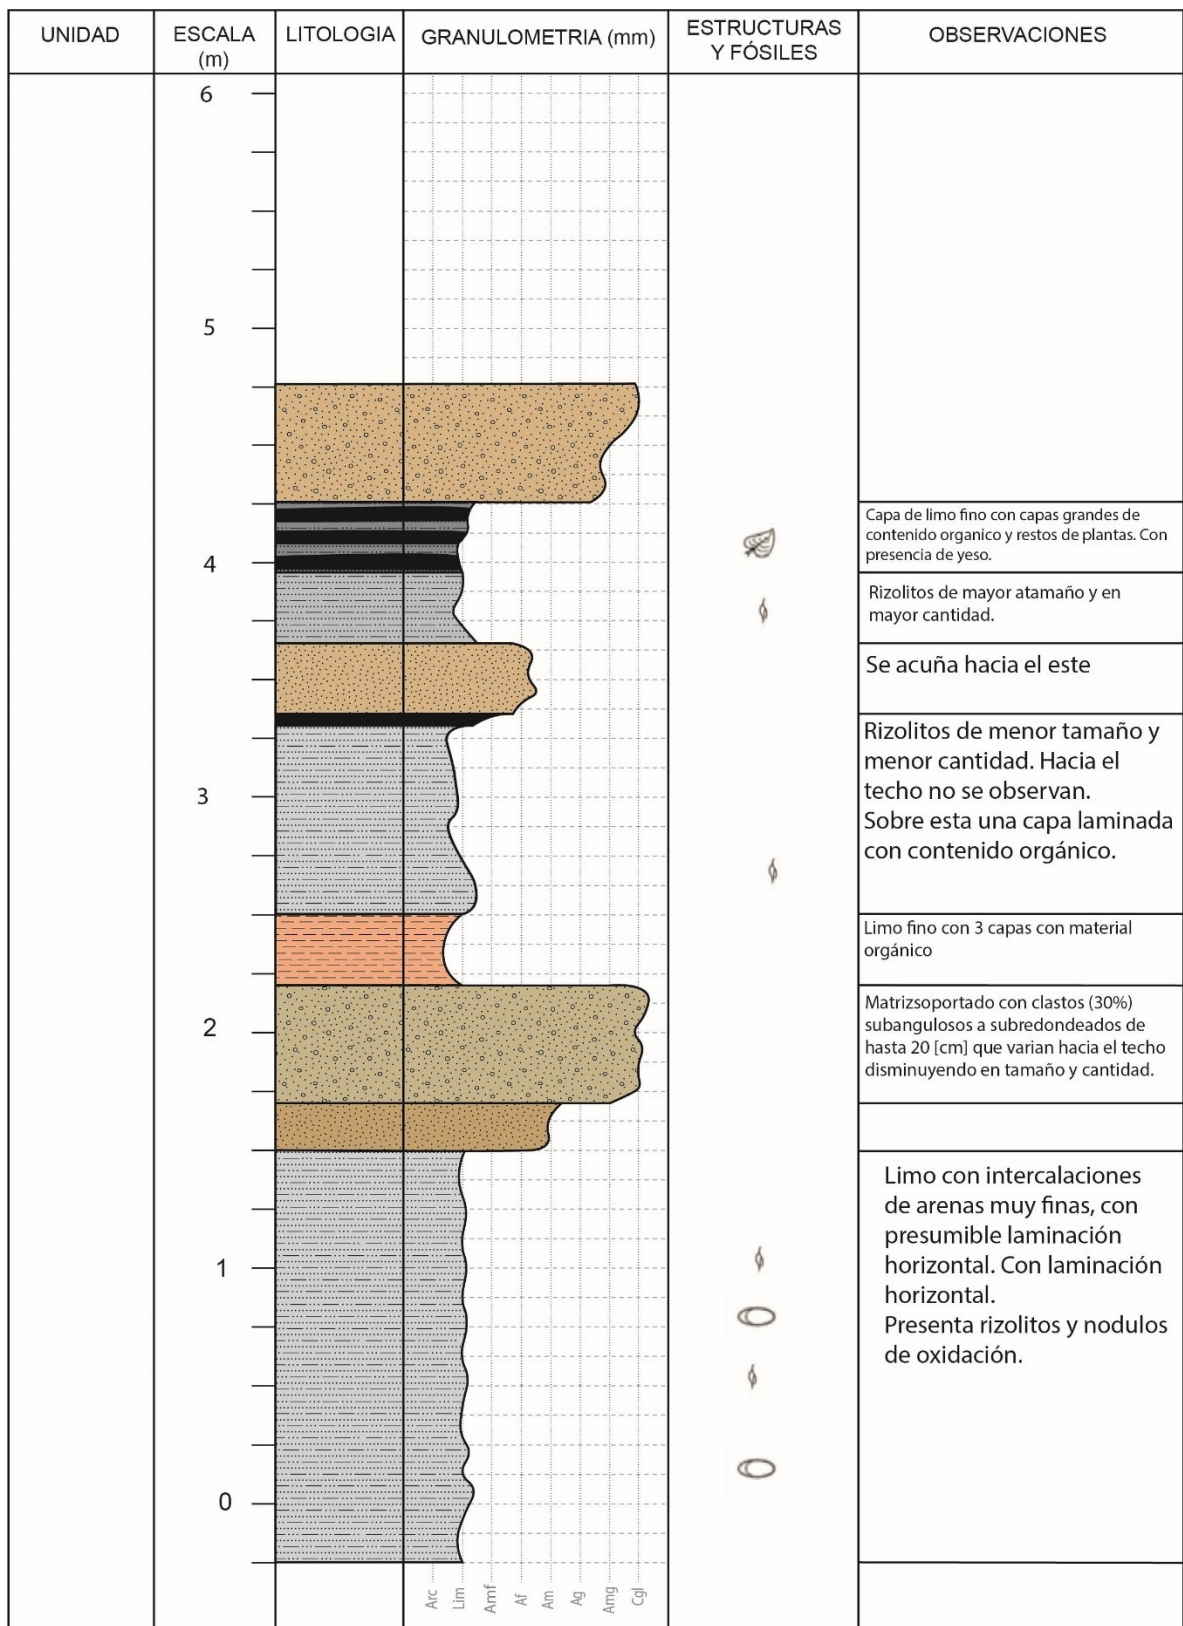 UNIDAD
ESCALA
(m)
LITOLOGIA
GRANULOMETRIA (mm)
ESTRUCTURAS
Y FÓSILES
OBSERVACIONES
6
5
4
3
2
1
0
Capa de limo fino con capas grandes de
contenido organico y restos de plantas. Con
presencia de yeso.
Rizolitos de mayor atamaño y en
mayor cantidad.
Se acuña hacia el este
Rizolitos de menor tamaño y
menor cantidad. Hacia el
techo no se observan.
Sobre esta una capa laminada
con contenido orgánico.
Limo fino con 3 capas con material
orgánico
Matrizsoportado con clastos (30%)
subangulosos a subredondeados de
hasta 20 [cm] que varian hacia el techo
disminuyendo en tamaño y cantidad.
Limo con intercalaciones
de arenas muy finas, con
presumible laminación
horizontal. Con laminación
horizontal.
Presenta rizolitos y nodulos
de oxidación.
Arc
Lim
Amf
Af
Am
Ag
Amg
Cgl